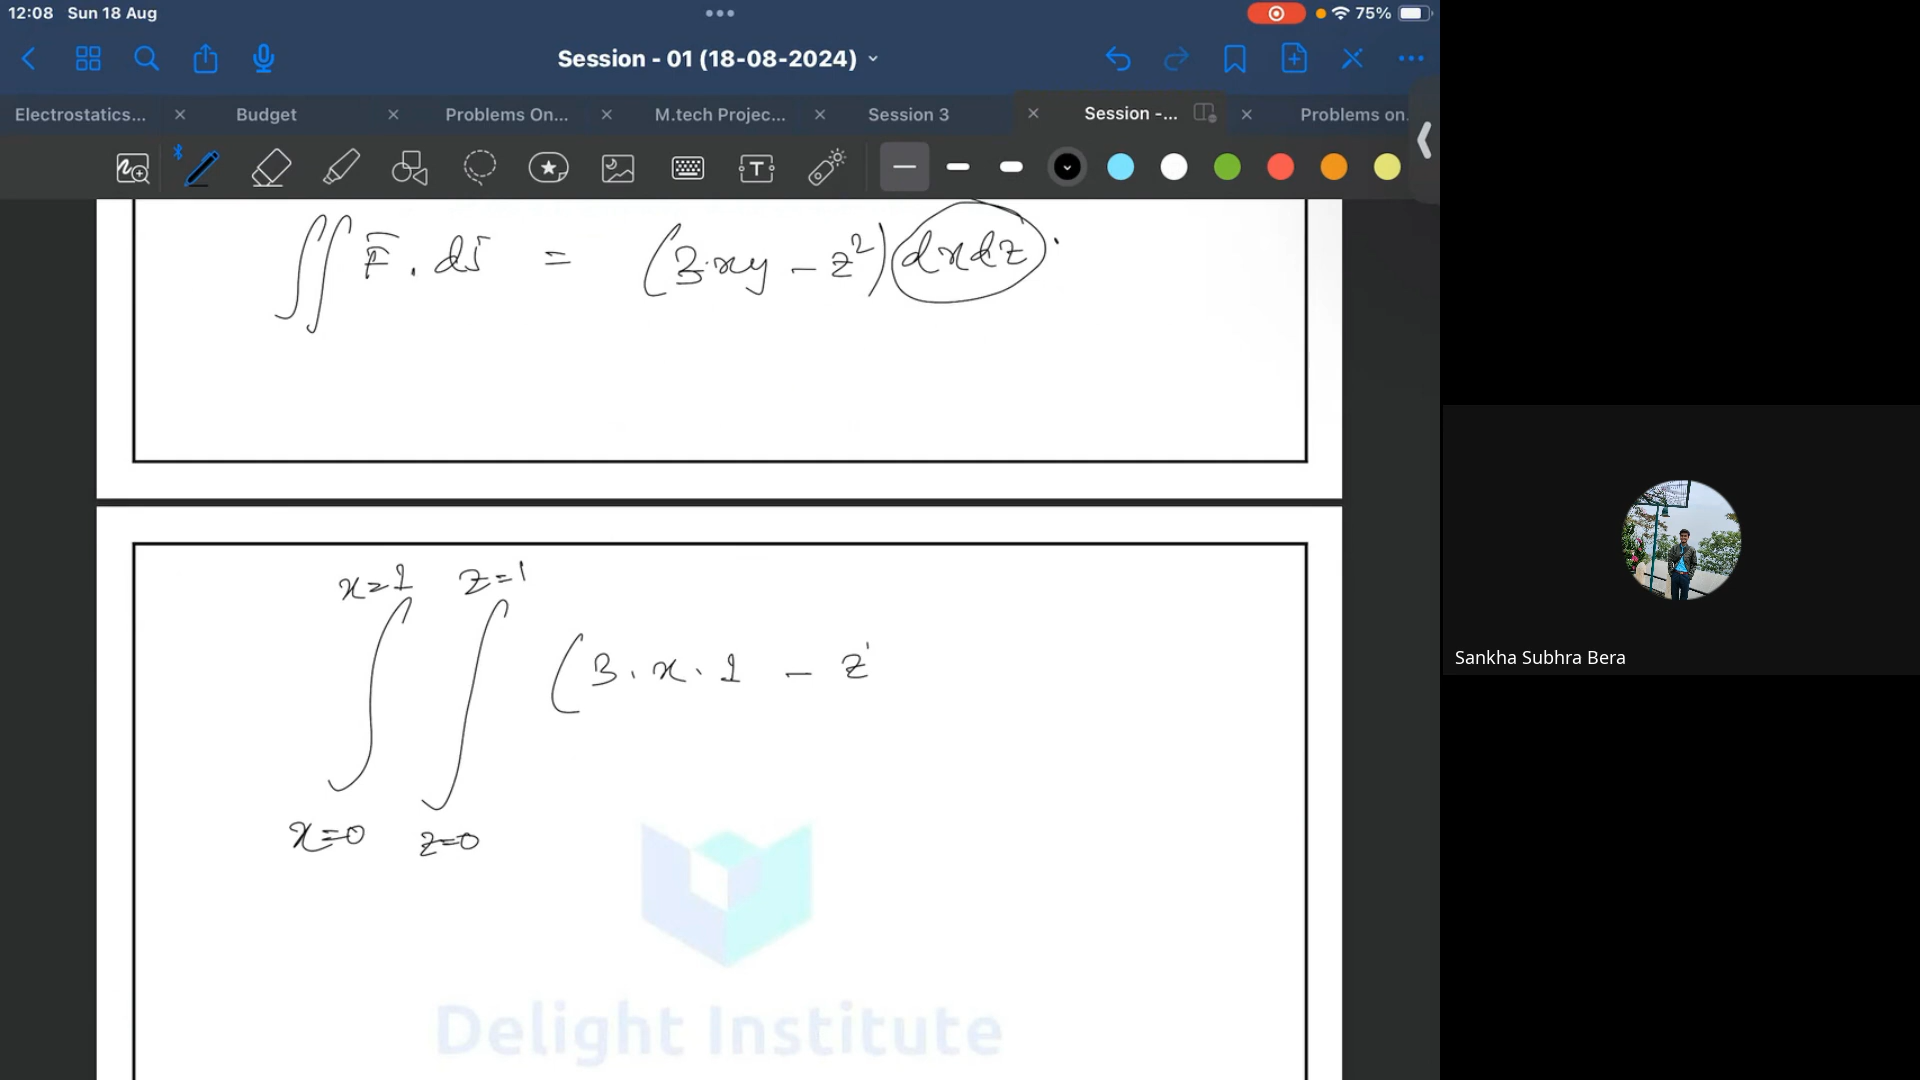 12:08 Sun 18 Aug 75%
Session - 01 (18-08-2024)
Electrostatics... Budget Problems On... M.tech Projec... Session 3 Session -... Problems on.
∬ F̅ . ds̅ = (3·xy − z²) dxdz .
x=1 z=1
∫ ∫ (3 . x . 1 − z
x=0 z=0
Delight Institute
Sankha Subhra Bera